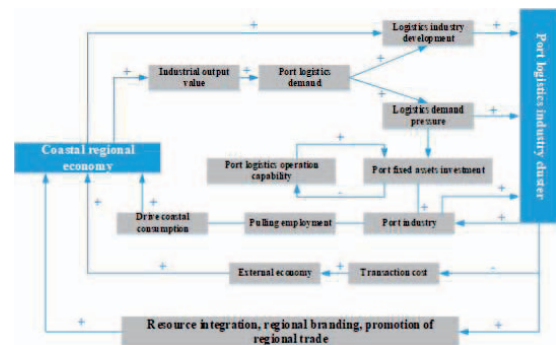 Logistics industry
development
Industrial output
value
Port logistics
demand
Logistics demand
pressure
Coastal regional
economy
Port logistics operation
capability
Port fixed assets investment
Drive coastal
consumption
Pulling employment
Port industry
External economy
Transaction cost
Resource integration, regional branding, promotion of
regional trade
Port logistics industry cluster
+
+
+
+
+
+
+
+
+
-
+
+
+
+
+
+
+
-
+
+